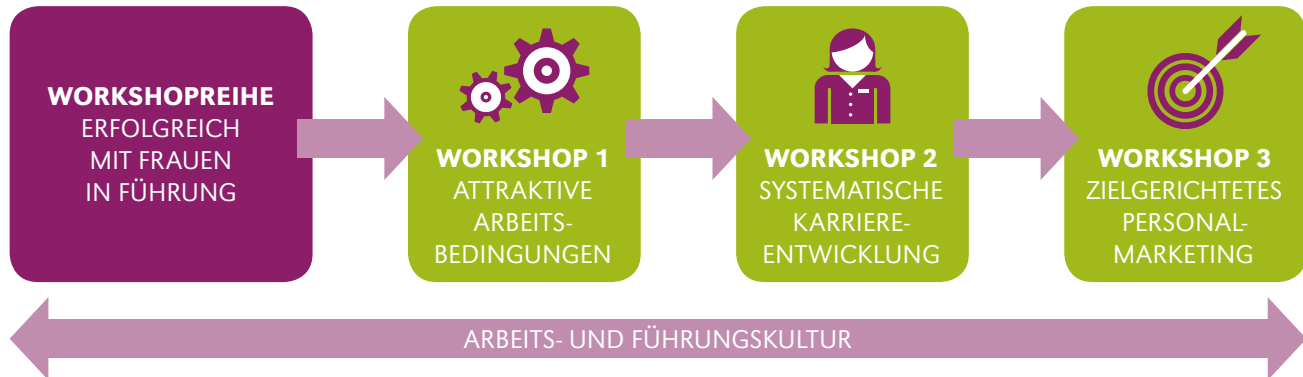 WORKSHOPREIHE
ERFOLGREICH
MIT FRAUEN
IN FÜHRUNG
WORKSHOP 1
ATTRAKTIVE
ARBEITS-
BEDINGUNGEN
WORKSHOP 2
SYSTEMATISCHE
KARRIERE-
ENTWICKLUNG
WORKSHOP 3
ZIELGERICHTETES
PERSONAL-
MARKETING
ARBEITS- UND FÜHRUNGSKULTUR